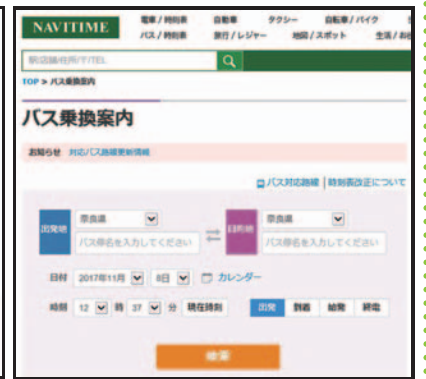 NAVITIME
電車 / 時刻表 自動車 タクシー 自転車 / バイク
バス / 時刻表 旅行 / レジャー 地図 / スポット 生活 /
駅/店舗/住所/〒/TEL
TOP > バス乗換案内
バス乗換案内
お知らせ 対応バス路線更新情報
バス対応路線 | 時刻表改正について
出発地 奈良県 目的地 奈良県
バス停名を入力してください バス停名を入力してください
日付 2017年11月 8日 カレンダー
時刻 12 時 37 分 現在時刻 出発 到着 始発 終電
検索